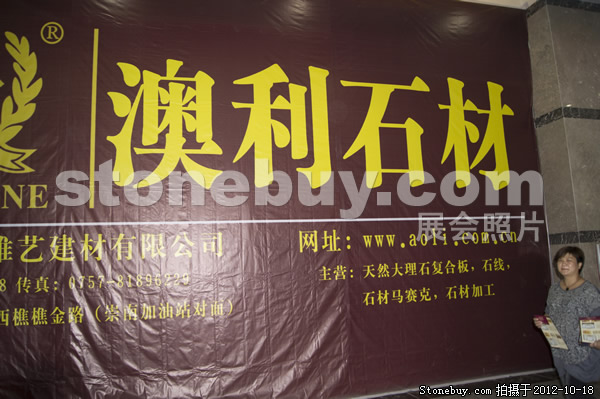 ®
澳利石材
NE
stonebuy.com
展会照片
雅艺建材有限公司
网址：www.aoli.com.cn
8 传真：0757-81896229
主营：天然大理石复合板，石线，
西樵樵金路（崇南加油站对面）
石材马赛克，石材加工
Stonebuy.com 拍摄于 2012-10-18